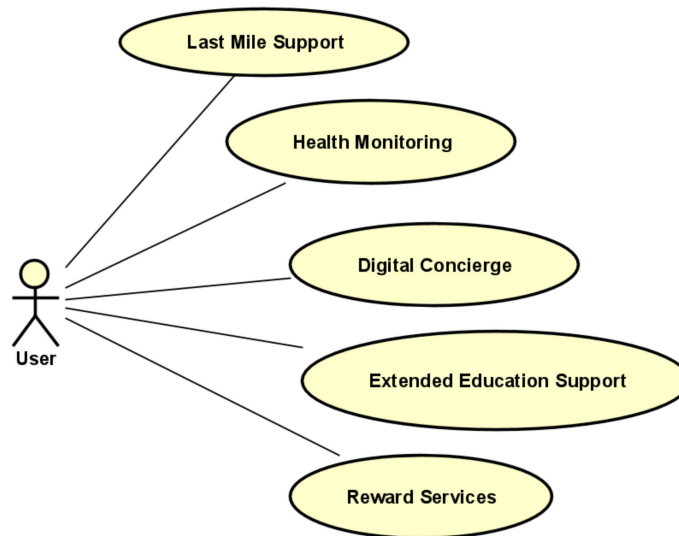 Last Mile Support
Health Monitoring
Digital Concierge
User
Extended Education Support
Reward Services